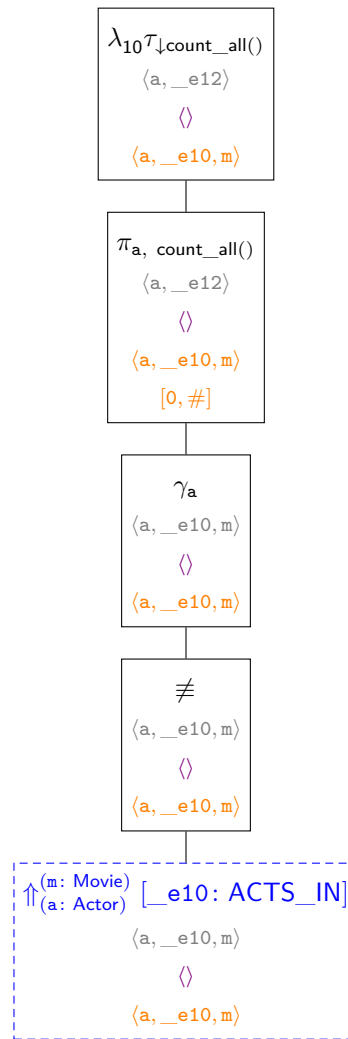 λ₁₀τ↓count_all()
⟨a, __e12⟩
⟨⟩
⟨a, __e10, m⟩
πa, count_all()
⟨a, __e12⟩
⟨⟩
⟨a, __e10, m⟩
[0, #]
γa
⟨a, __e10, m⟩
⟨⟩
⟨a, __e10, m⟩
≢
⟨a, __e10, m⟩
⟨⟩
⟨a, __e10, m⟩
⇑(m: Movie)(a: Actor) [__e10: ACTS_IN]
⟨a, __e10, m⟩
⟨⟩
⟨a, __e10, m⟩